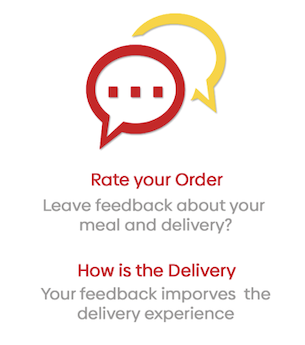 Rate your Order
Leave feedback about your
meal and delivery?
How is the Delivery
Your feedback imporves the
delivery experience